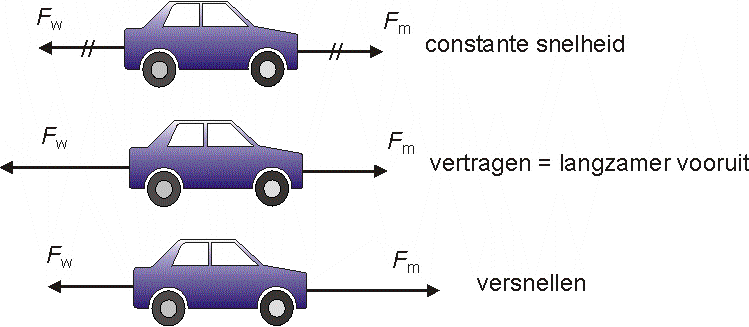 Fw Fm constante snelheid
Fw Fm vertragen = langzamer vooruit
Fw Fm versnellen